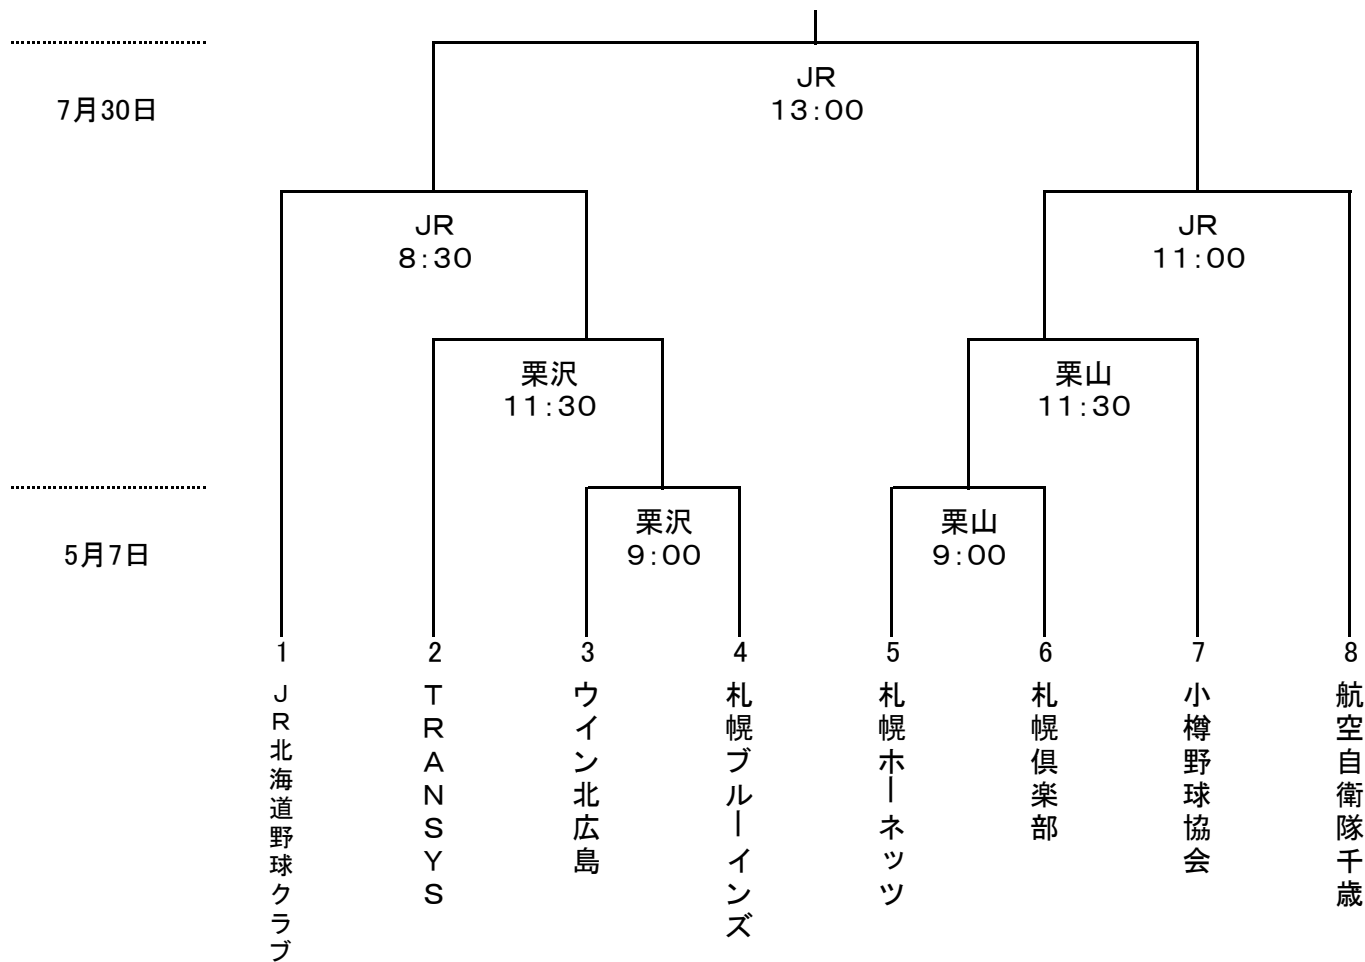 JR
13:00
7月30日
JR
8:30
JR
11:00
栗沢
11:30
栗山
11:30
栗沢
9:00
栗山
9:00
5月7日
1
2
3
4
5
6
7
8
JR北海道野球クラブ
TRANSYS
ウイン北広島
札幌ブルーインズ
札幌ホーネッツ
札幌倶楽部
小樽野球協会
航空自衛隊千歳